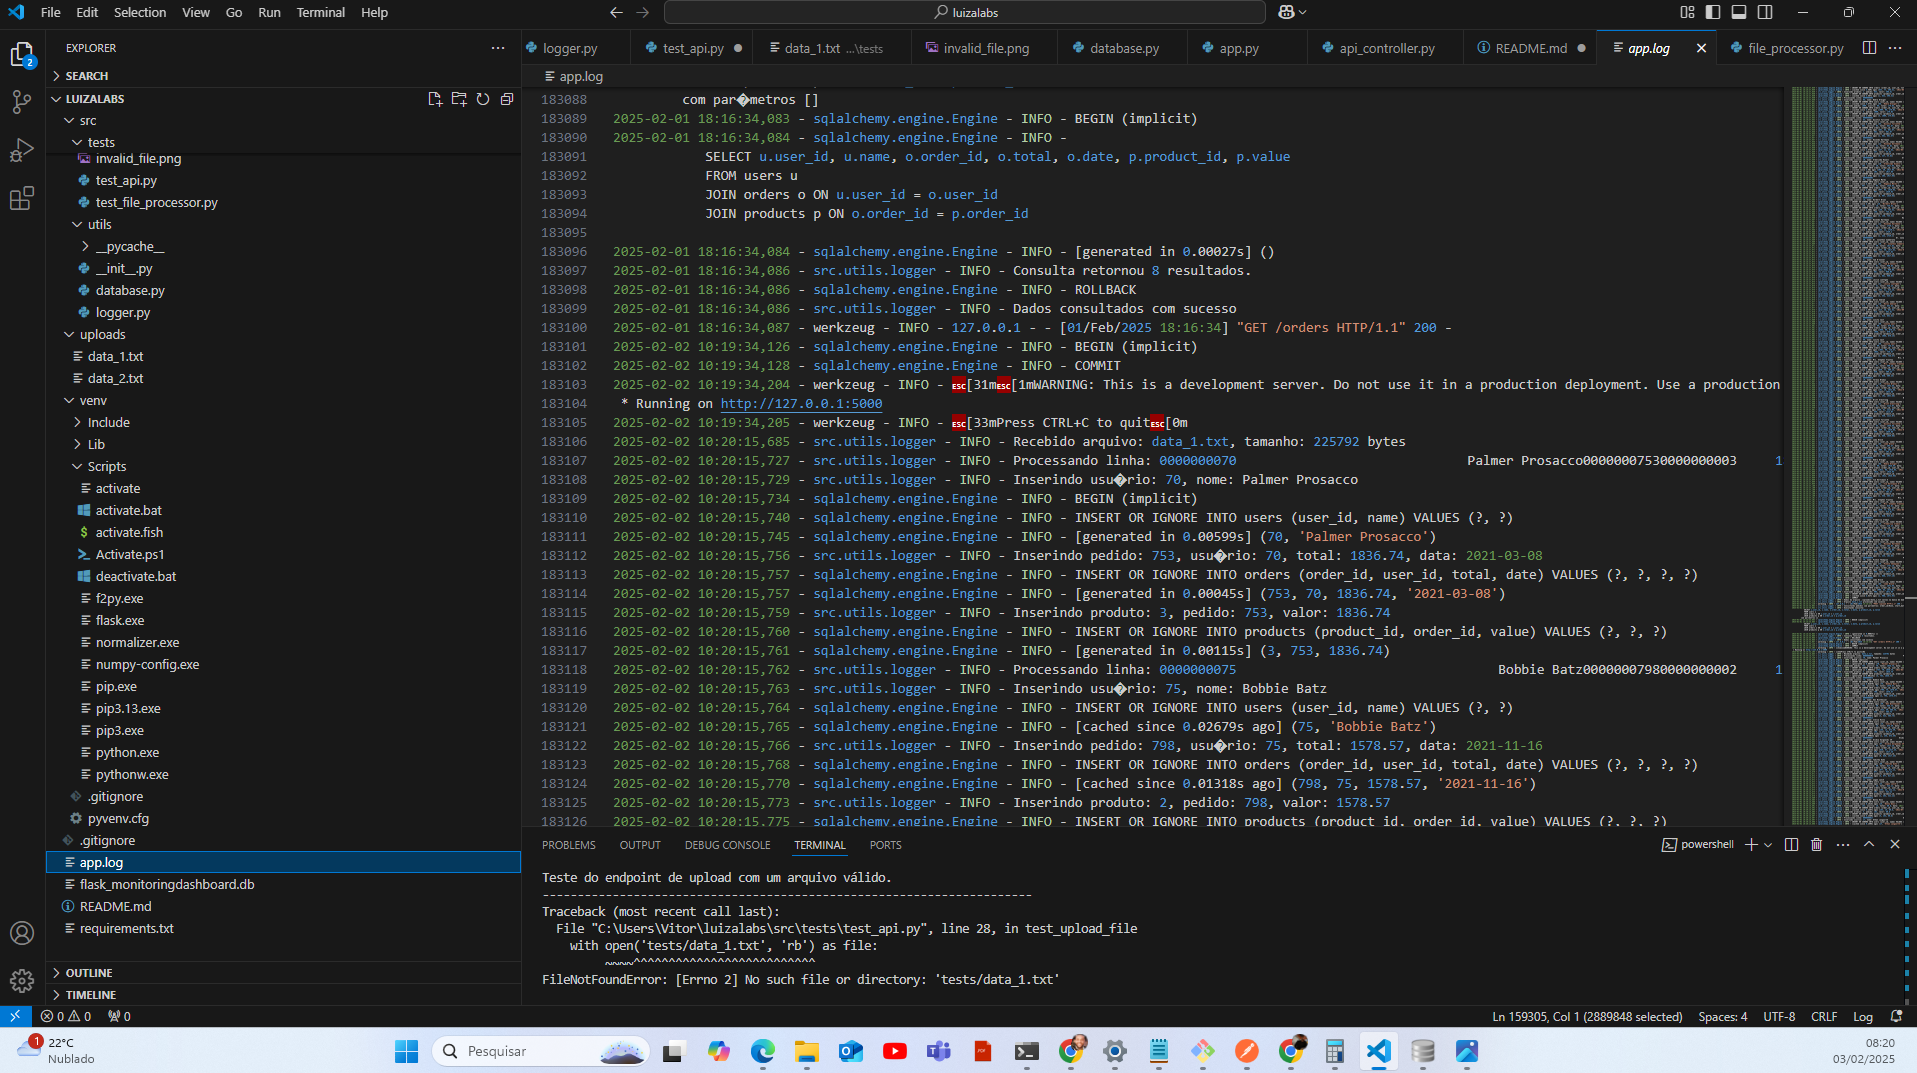 File Edit Selection View Go Run Terminal Help
luizalabs
EXPLORER
logger.py
test_api.py
data_1.txt ...\tests
invalid_file.png
database.py
app.py
api_controller.py
README.md
app.log
file_processor.py
2
SEARCH
LUIZALABS
src
tests
invalid_file.png
test_api.py
test_file_processor.py
utils
__pycache__
__init__.py
database.py
logger.py
uploads
data_1.txt
data_2.txt
venv
Include
Lib
Scripts
activate
activate.bat
activate.fish
Activate.ps1
deactivate.bat
f2py.exe
flask.exe
normalizer.exe
numpy-config.exe
pip.exe
pip3.13.exe
pip3.exe
python.exe
pythonw.exe
.gitignore
pyvenv.cfg
.gitignore
app.log
flask_monitoringdashboard.db
README.md
requirements.txt
OUTLINE
TIMELINE
app.log
183088 com par�metros []
183089 2025-02-01 18:16:34,083 - sqlalchemy.engine.Engine - INFO - BEGIN (implicit)
183090 2025-02-01 18:16:34,084 - sqlalchemy.engine.Engine - INFO -
183091 SELECT u.user_id, u.name, o.order_id, o.total, o.date, p.product_id, p.value
183092 FROM users u
183093 JOIN orders o ON u.user_id = o.user_id
183094 JOIN products p ON o.order_id = p.order_id
183095
183096 2025-02-01 18:16:34,084 - sqlalchemy.engine.Engine - INFO - [generated in 0.00027s] ()
183097 2025-02-01 18:16:34,086 - src.utils.logger - INFO - Consulta retornou 8 resultados.
183098 2025-02-01 18:16:34,086 - sqlalchemy.engine.Engine - INFO - ROLLBACK
183099 2025-02-01 18:16:34,086 - src.utils.logger - INFO - Dados consultados com sucesso
183100 2025-02-01 18:16:34,087 - werkzeug - INFO - 127.0.0.1 - - [01/Feb/2025 18:16:34] "GET /orders HTTP/1.1" 200 -
183101 2025-02-02 10:19:34,126 - sqlalchemy.engine.Engine - INFO - BEGIN (implicit)
183102 2025-02-02 10:19:34,128 - sqlalchemy.engine.Engine - INFO - COMMIT
183103 2025-02-02 10:19:34,204 - werkzeug - INFO - ESC[31mESC[1mWARNING: This is a development server. Do not use it in a production deployment. Use a production
183104 * Running on http://127.0.0.1:5000
183105 2025-02-02 10:19:34,205 - werkzeug - INFO - ESC[33mPress CTRL+C to quitESC[0m
183106 2025-02-02 10:20:15,685 - src.utils.logger - INFO - Recebido arquivo: data_1.txt, tamanho: 225792 bytes
183107 2025-02-02 10:20:15,727 - src.utils.logger - INFO - Processando linha: 0000000070 Palmer Prosacco00000007530000000003 1
183108 2025-02-02 10:20:15,729 - src.utils.logger - INFO - Inserindo usu�rio: 70, nome: Palmer Prosacco
183109 2025-02-02 10:20:15,734 - sqlalchemy.engine.Engine - INFO - BEGIN (implicit)
183110 2025-02-02 10:20:15,740 - sqlalchemy.engine.Engine - INFO - INSERT OR IGNORE INTO users (user_id, name) VALUES (?, ?)
183111 2025-02-02 10:20:15,745 - sqlalchemy.engine.Engine - INFO - [generated in 0.00599s] (70, 'Palmer Prosacco')
183112 2025-02-02 10:20:15,756 - src.utils.logger - INFO - Inserindo pedido: 753, usu�rio: 70, total: 1836.74, data: 2021-03-08
183113 2025-02-02 10:20:15,757 - sqlalchemy.engine.Engine - INFO - INSERT OR IGNORE INTO orders (order_id, user_id, total, date) VALUES (?, ?, ?, ?)
183114 2025-02-02 10:20:15,757 - sqlalchemy.engine.Engine - INFO - [generated in 0.00045s] (753, 70, 1836.74, '2021-03-08')
183115 2025-02-02 10:20:15,759 - src.utils.logger - INFO - Inserindo produto: 3, pedido: 753, valor: 1836.74
183116 2025-02-02 10:20:15,760 - sqlalchemy.engine.Engine - INFO - INSERT OR IGNORE INTO products (product_id, order_id, value) VALUES (?, ?, ?)
183117 2025-02-02 10:20:15,761 - sqlalchemy.engine.Engine - INFO - [generated in 0.00115s] (3, 753, 1836.74)
183118 2025-02-02 10:20:15,762 - src.utils.logger - INFO - Processando linha: 0000000075 Bobbie Batz00000007980000000002 1
183119 2025-02-02 10:20:15,763 - src.utils.logger - INFO - Inserindo usu�rio: 75, nome: Bobbie Batz
183120 2025-02-02 10:20:15,764 - sqlalchemy.engine.Engine - INFO - INSERT OR IGNORE INTO users (user_id, name) VALUES (?, ?)
183121 2025-02-02 10:20:15,765 - sqlalchemy.engine.Engine - INFO - [cached since 0.02679s ago] (75, 'Bobbie Batz')
183122 2025-02-02 10:20:15,766 - src.utils.logger - INFO - Inserindo pedido: 798, usu�rio: 75, total: 1578.57, data: 2021-11-16
183123 2025-02-02 10:20:15,768 - sqlalchemy.engine.Engine - INFO - INSERT OR IGNORE INTO orders (order_id, user_id, total, date) VALUES (?, ?, ?, ?)
183124 2025-02-02 10:20:15,770 - sqlalchemy.engine.Engine - INFO - [cached since 0.01318s ago] (798, 75, 1578.57, '2021-11-16')
183125 2025-02-02 10:20:15,773 - src.utils.logger - INFO - Inserindo produto: 2, pedido: 798, valor: 1578.57
183126 2025-02-02 10:20:15,775 - sqlalchemy.engine.Engine - INFO - INSERT OR IGNORE INTO products (product_id, order_id, value) VALUES (?, ?, ?)
PROBLEMS OUTPUT DEBUG CONSOLE TERMINAL PORTS
powershell
Teste do endpoint de upload com um arquivo válido.
----------------------------------------------------------------------
Traceback (most recent call last):
File "C:\Users\Vitor\luizalabs\src\tests\test_api.py", line 28, in test_upload_file
with open('tests/data_1.txt', 'rb') as file:
~~~~^^^^^^^^^^^^^^^^^^^^^^^^^^
FileNotFoundError: [Errno 2] No such file or directory: 'tests/data_1.txt'
0 0 0
Ln 159305, Col 1 (2889848 selected) Spaces: 4 UTF-8 CRLF Log
1
22°C
Nublado
Pesquisar
08:20
03/02/2025